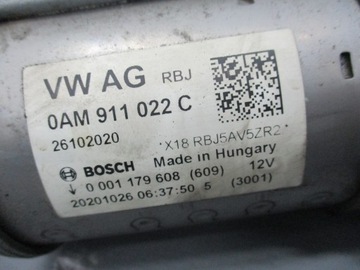 VW AG RBJ
0AM 911 022 C
26102020
*X18 RBJ5AV5ZR2*
BOSCH Made in Hungary
0 001 179 608 (609) 12V
20201026 06:37:50 5 (3001)